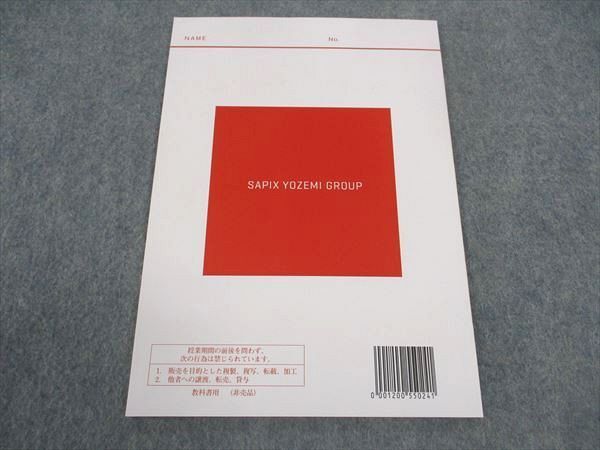 NAME No.
SAPIX YOZEMI GROUP
授業期間の前後を問わず、
次の行為は禁じられています。
1. 販売を目的とした複製、複写、転載、加工
2. 他者への譲渡、転売、貸与
教科書用 (非売品)
0 001200 550241